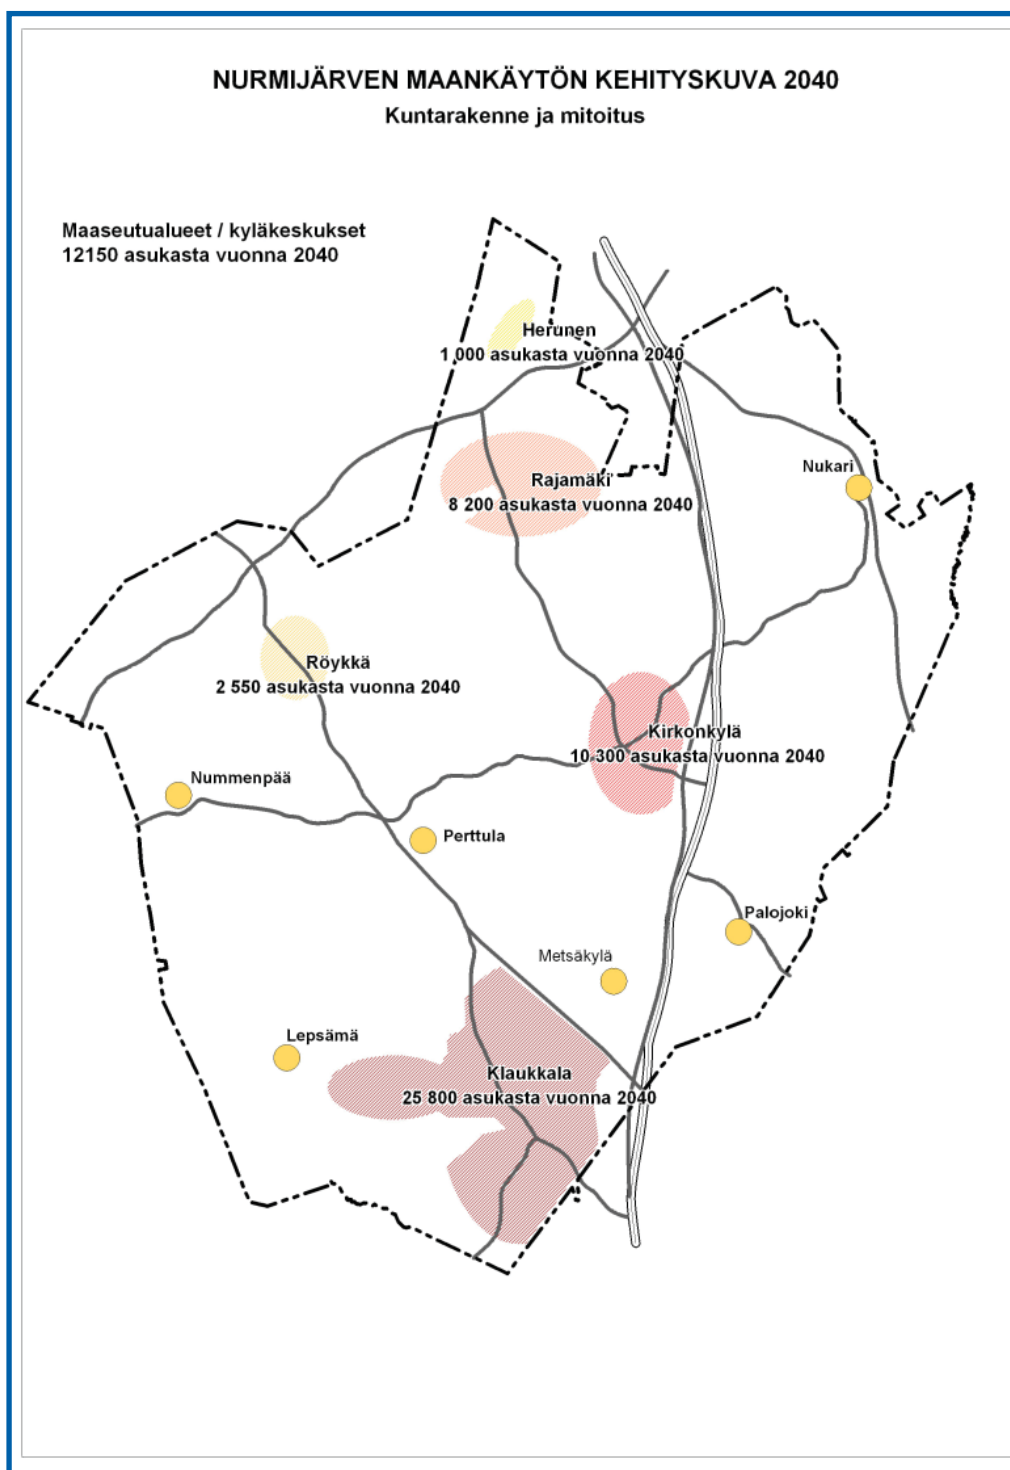 NURMIJÄRVEN MAANKÄYTÖN KEHITYSKUVA 2040
Kuntarakenne ja mitoitus
Maaseutualueet / kyläkeskukset
12150 asukasta vuonna 2040
Herunen
1 000 asukasta vuonna 2040
Nukari
Rajamäki
8 200 asukasta vuonna 2040
Röykkä
2 550 asukasta vuonna 2040
Kirkonkylä
10 300 asukasta vuonna 2040
Nummenpää
Perttula
Palojoki
Metsäkylä
Lepsämä
Klaukkala
25 800 asukasta vuonna 2040